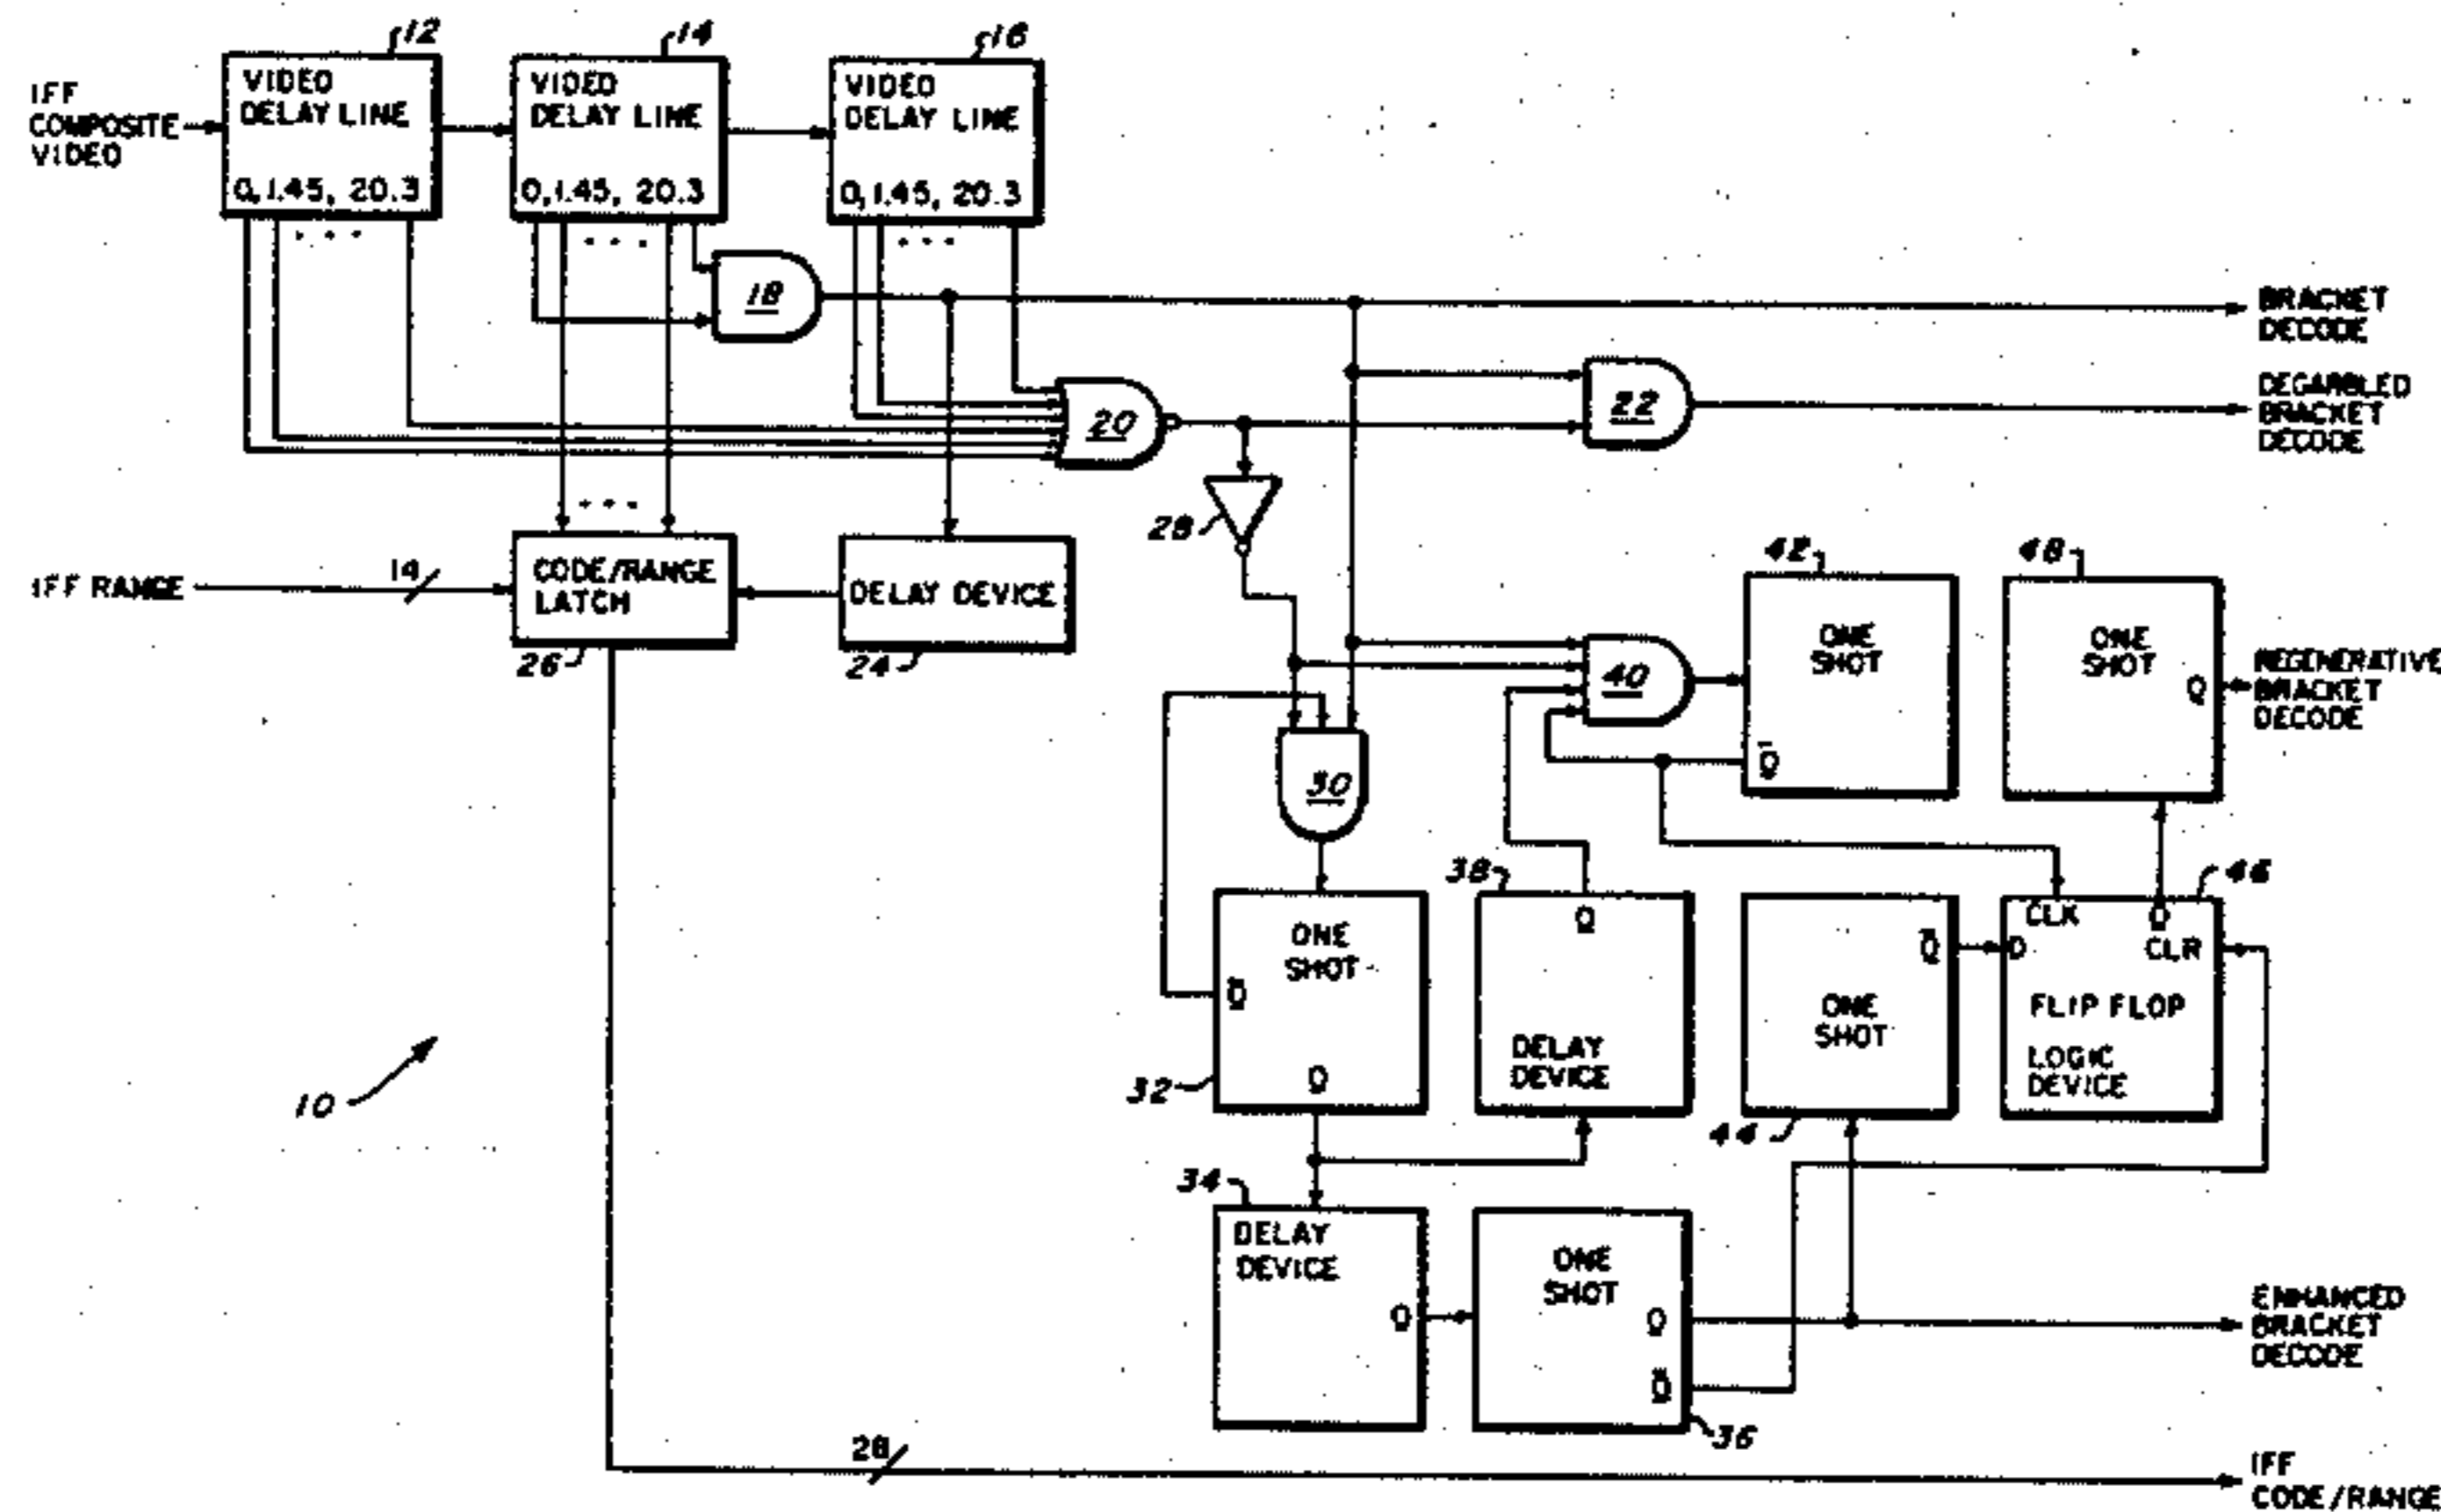 12
14
16
IFF
COMPOSITE
VIDEO
VIDEO
DELAY LINE
0, 1.45, 20.3
VIDEO
DELAY LINE
0, 1.45, 20.3
VIDEO
DELAY LINE
0, 1.45, 20.3
18
BRACKET
DECODE
20
22
DEGARBLED
BRACKET
DECODE
28
IFF RANGE
14
CODE/RANGE
LATCH
26
DELAY DEVICE
24
42
ONE
SHOT
Q̅
48
ONE
SHOT
Q
REGENERATIVE
BRACKET
DECODE
40
30
32
ONE
SHOT
Q̅
Q
38
Q
DELAY
DEVICE
44
ONE
SHOT
Q̅
46
CLK
Q
D
CLR
FLIP FLOP
LOGIC
DEVICE
10
34
DELAY
DEVICE
Q
ONE
SHOT
Q
Q̅
36
ENHANCED
BRACKET
DECODE
28
IFF
CODE/RANGE